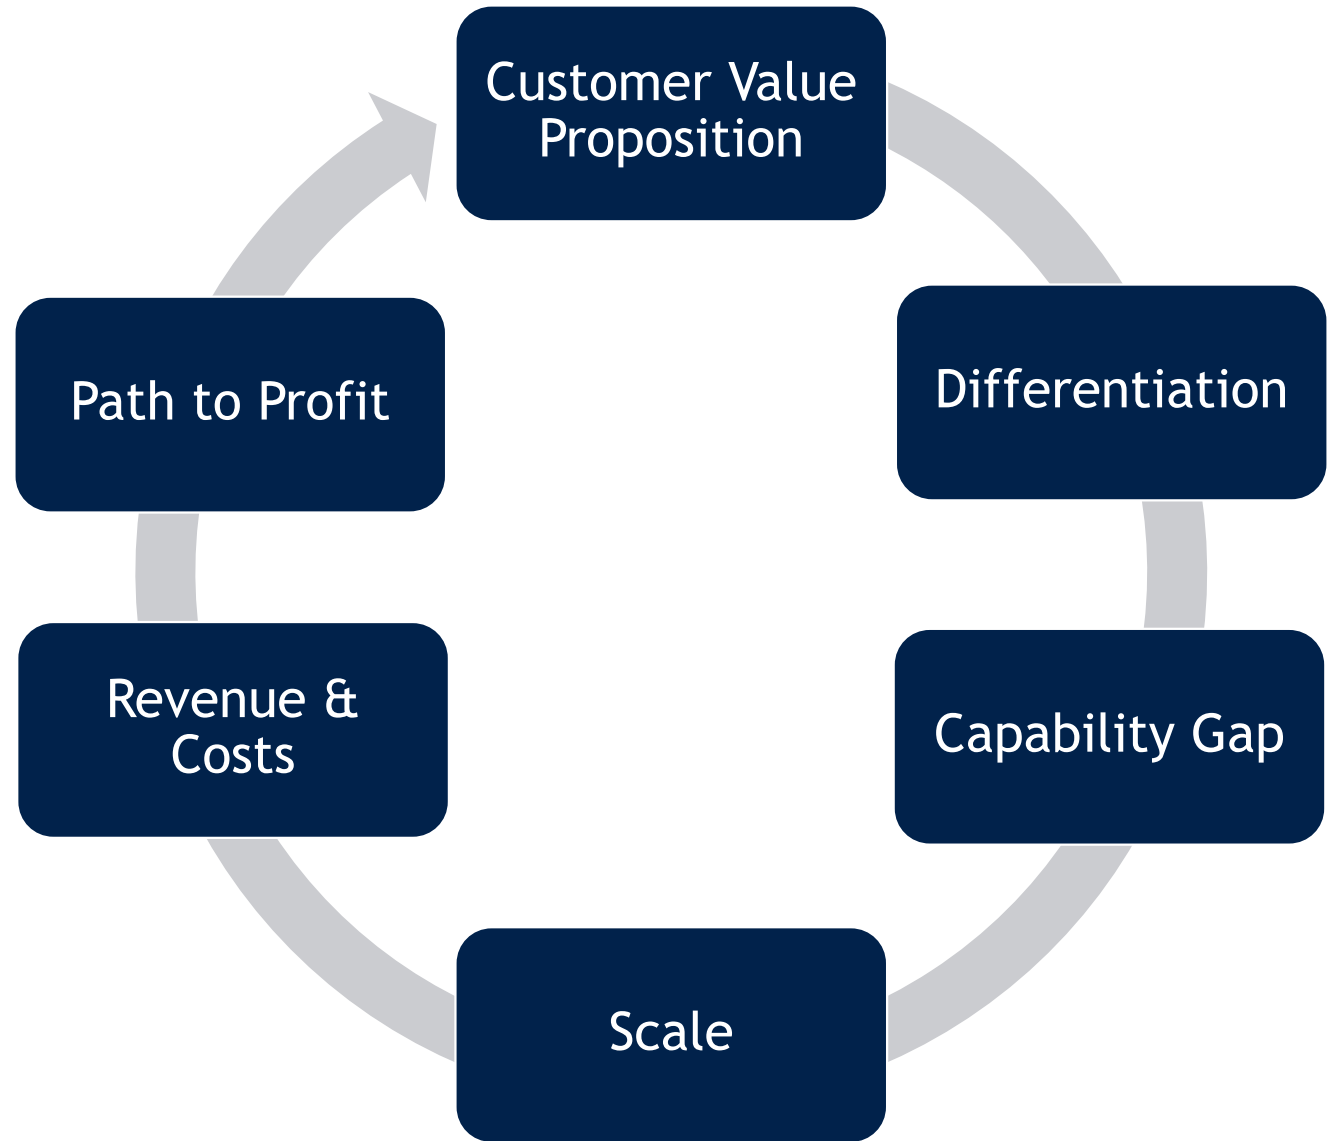 Customer Value
Proposition
Differentiation
Capability Gap
Scale
Revenue &
Costs
Path to Profit